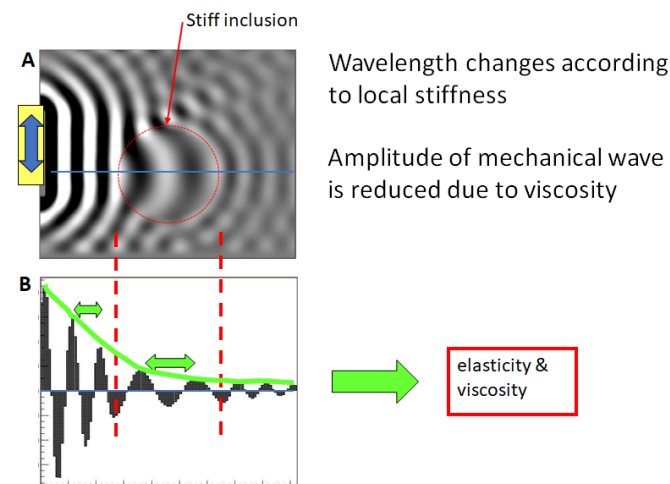 Stiff inclusion
A
Wavelength changes according
to local stiffness
Amplitude of mechanical wave
is reduced due to viscosity
B
elasticity &
viscosity